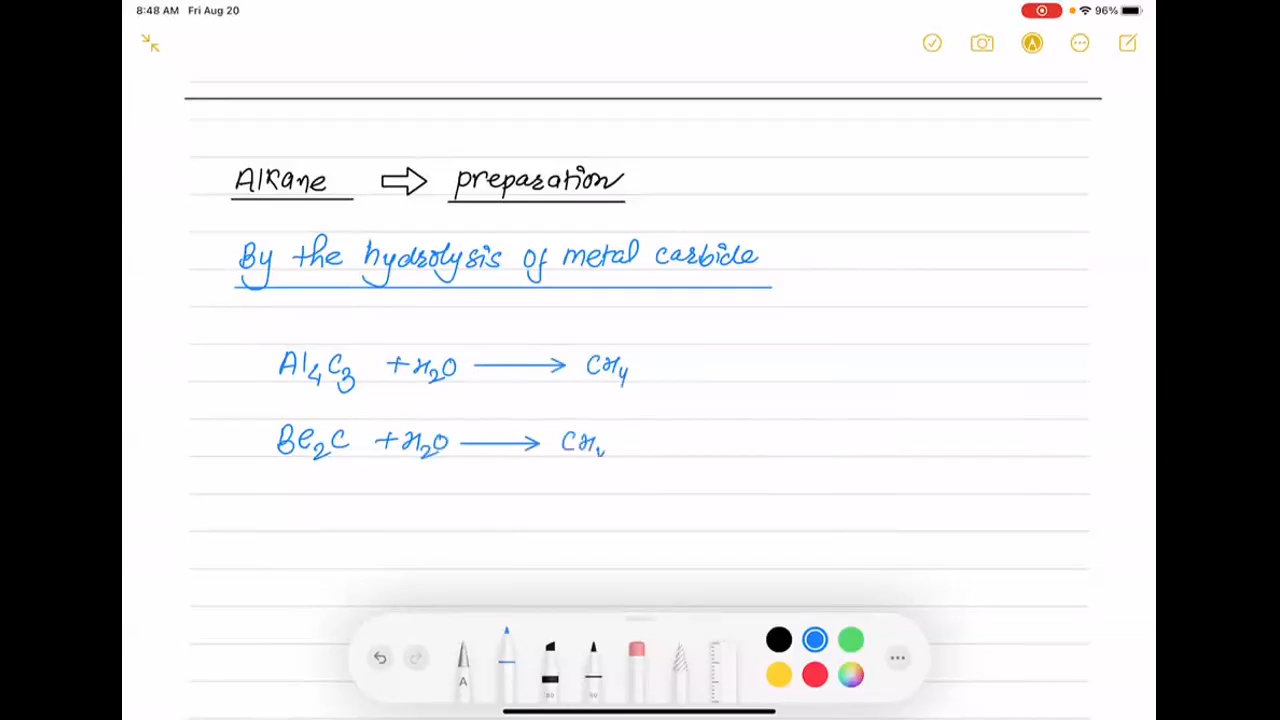 8:48 AM Fri Aug 20 96%
Alkane ⇨ preparation
By the hydrolysis of metal carbide
Al₄C₃ + H₂O ⟶ CH₄
Be₂C + H₂O ⟶ CH
A